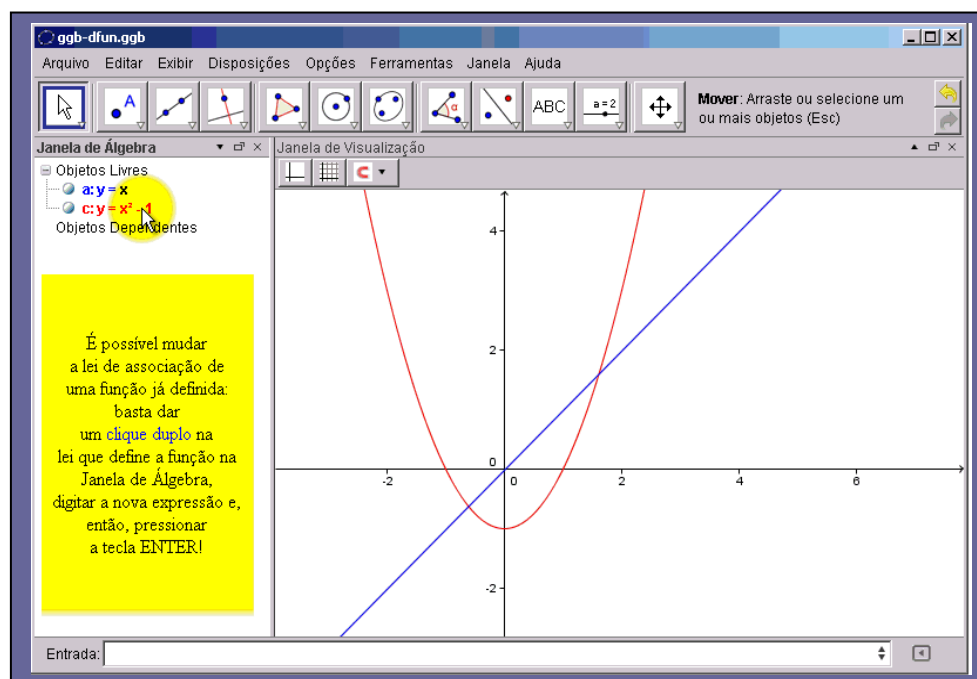 ggb-dfun.ggb
Arquivo Editar Exibir Disposições Opções Ferramentas Janela Ajuda
A
α
ABC
a=2
Mover: Arraste ou selecione um
ou mais objetos (Esc)
Janela de Álgebra
Janela de Visualização
Objetos Livres
a: y = x
c: y = x² - 1
Objetos Dependentes
É possível mudar
a lei de associação de
uma função já definida:
basta dar
um clique duplo na
lei que define a função na
Janela de Álgebra,
digitar a nova expressão e,
então, pressionar
a tecla ENTER!
4
2
0
-2 0 2 4 6
-2
Entrada: